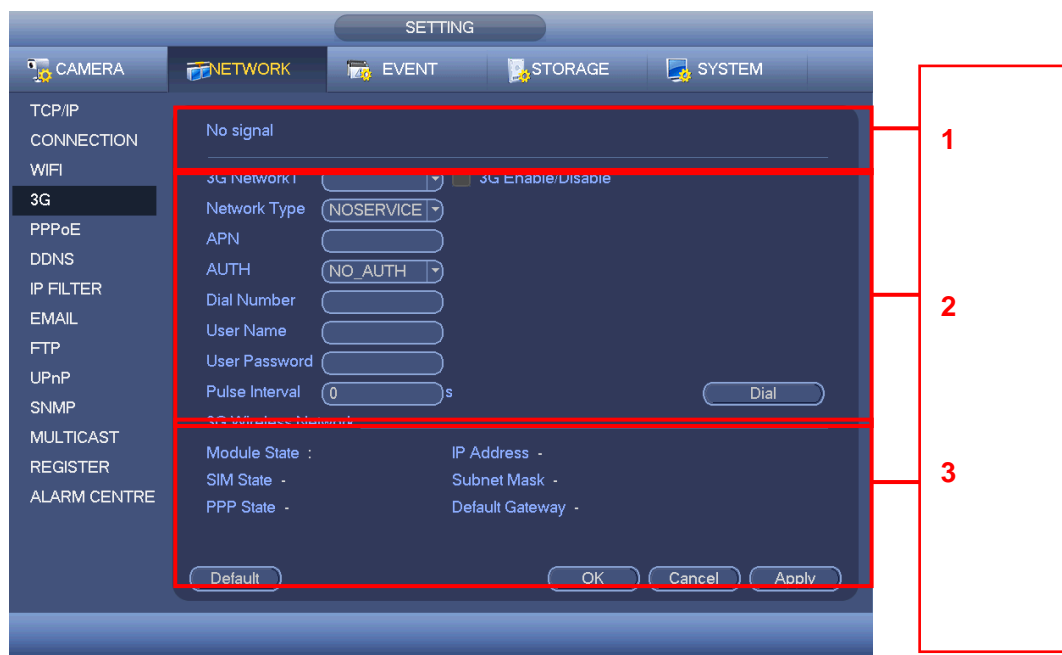 SETTING
CAMERA NETWORK EVENT STORAGE SYSTEM
TCP/IP
CONNECTION
WIFI
3G
PPPoE
DDNS
IP FILTER
EMAIL
FTP
UPnP
SNMP
MULTICAST
REGISTER
ALARM CENTRE
No signal
3G Network1 3G Enable/Disable
Network Type NOSERVICE
APN
AUTH NO_AUTH
Dial Number
User Name
User Password
Pulse Interval 0 s Dial
3G Wireless Network
Module State : IP Address -
SIM State - Subnet Mask -
PPP State - Default Gateway -
Default OK Cancel Apply
1
2
3